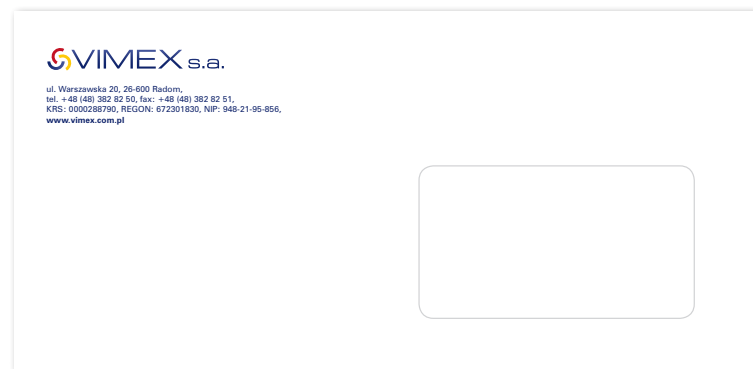 VIMEX s.a.
ul. Warszawska 20, 26-600 Radom,
tel. +48 (48) 382 82 50, fax: +48 (48) 382 82 51,
KRS: 0000288790, REGON: 672301830, NIP: 948-21-95-856,
www.vimex.com.pl